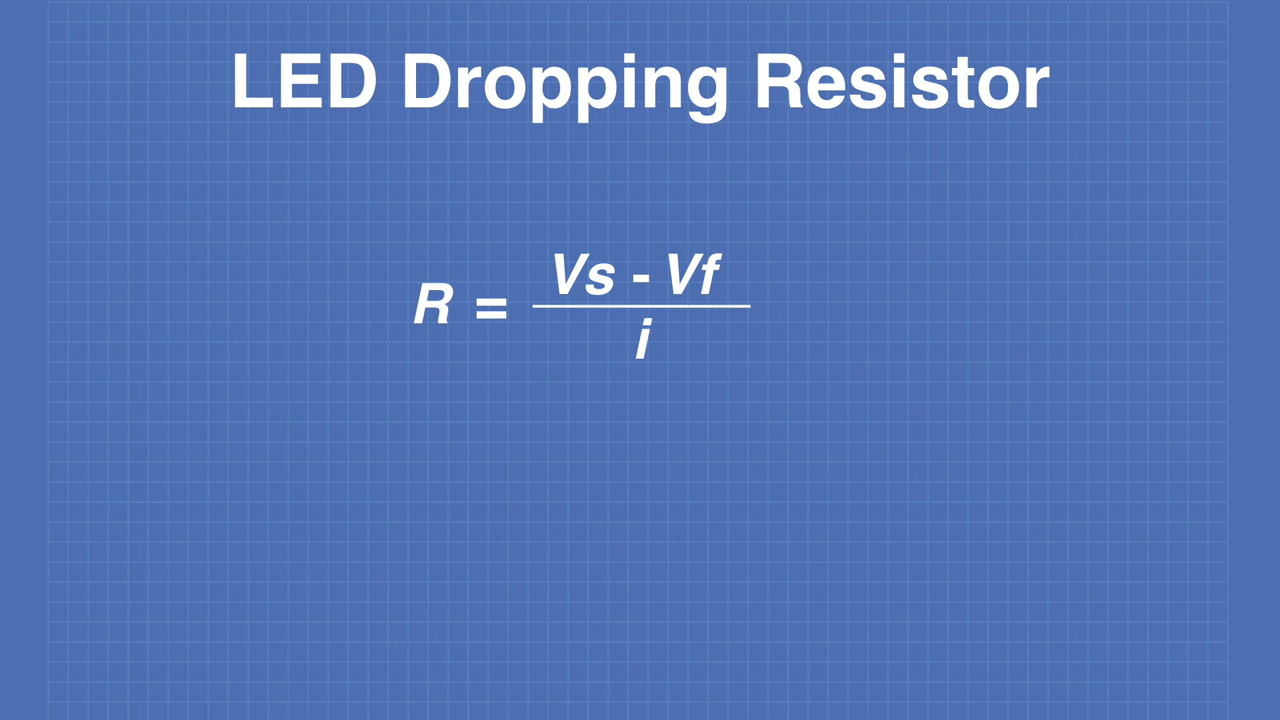 LED Dropping Resistor
R = Vs - Vf
i